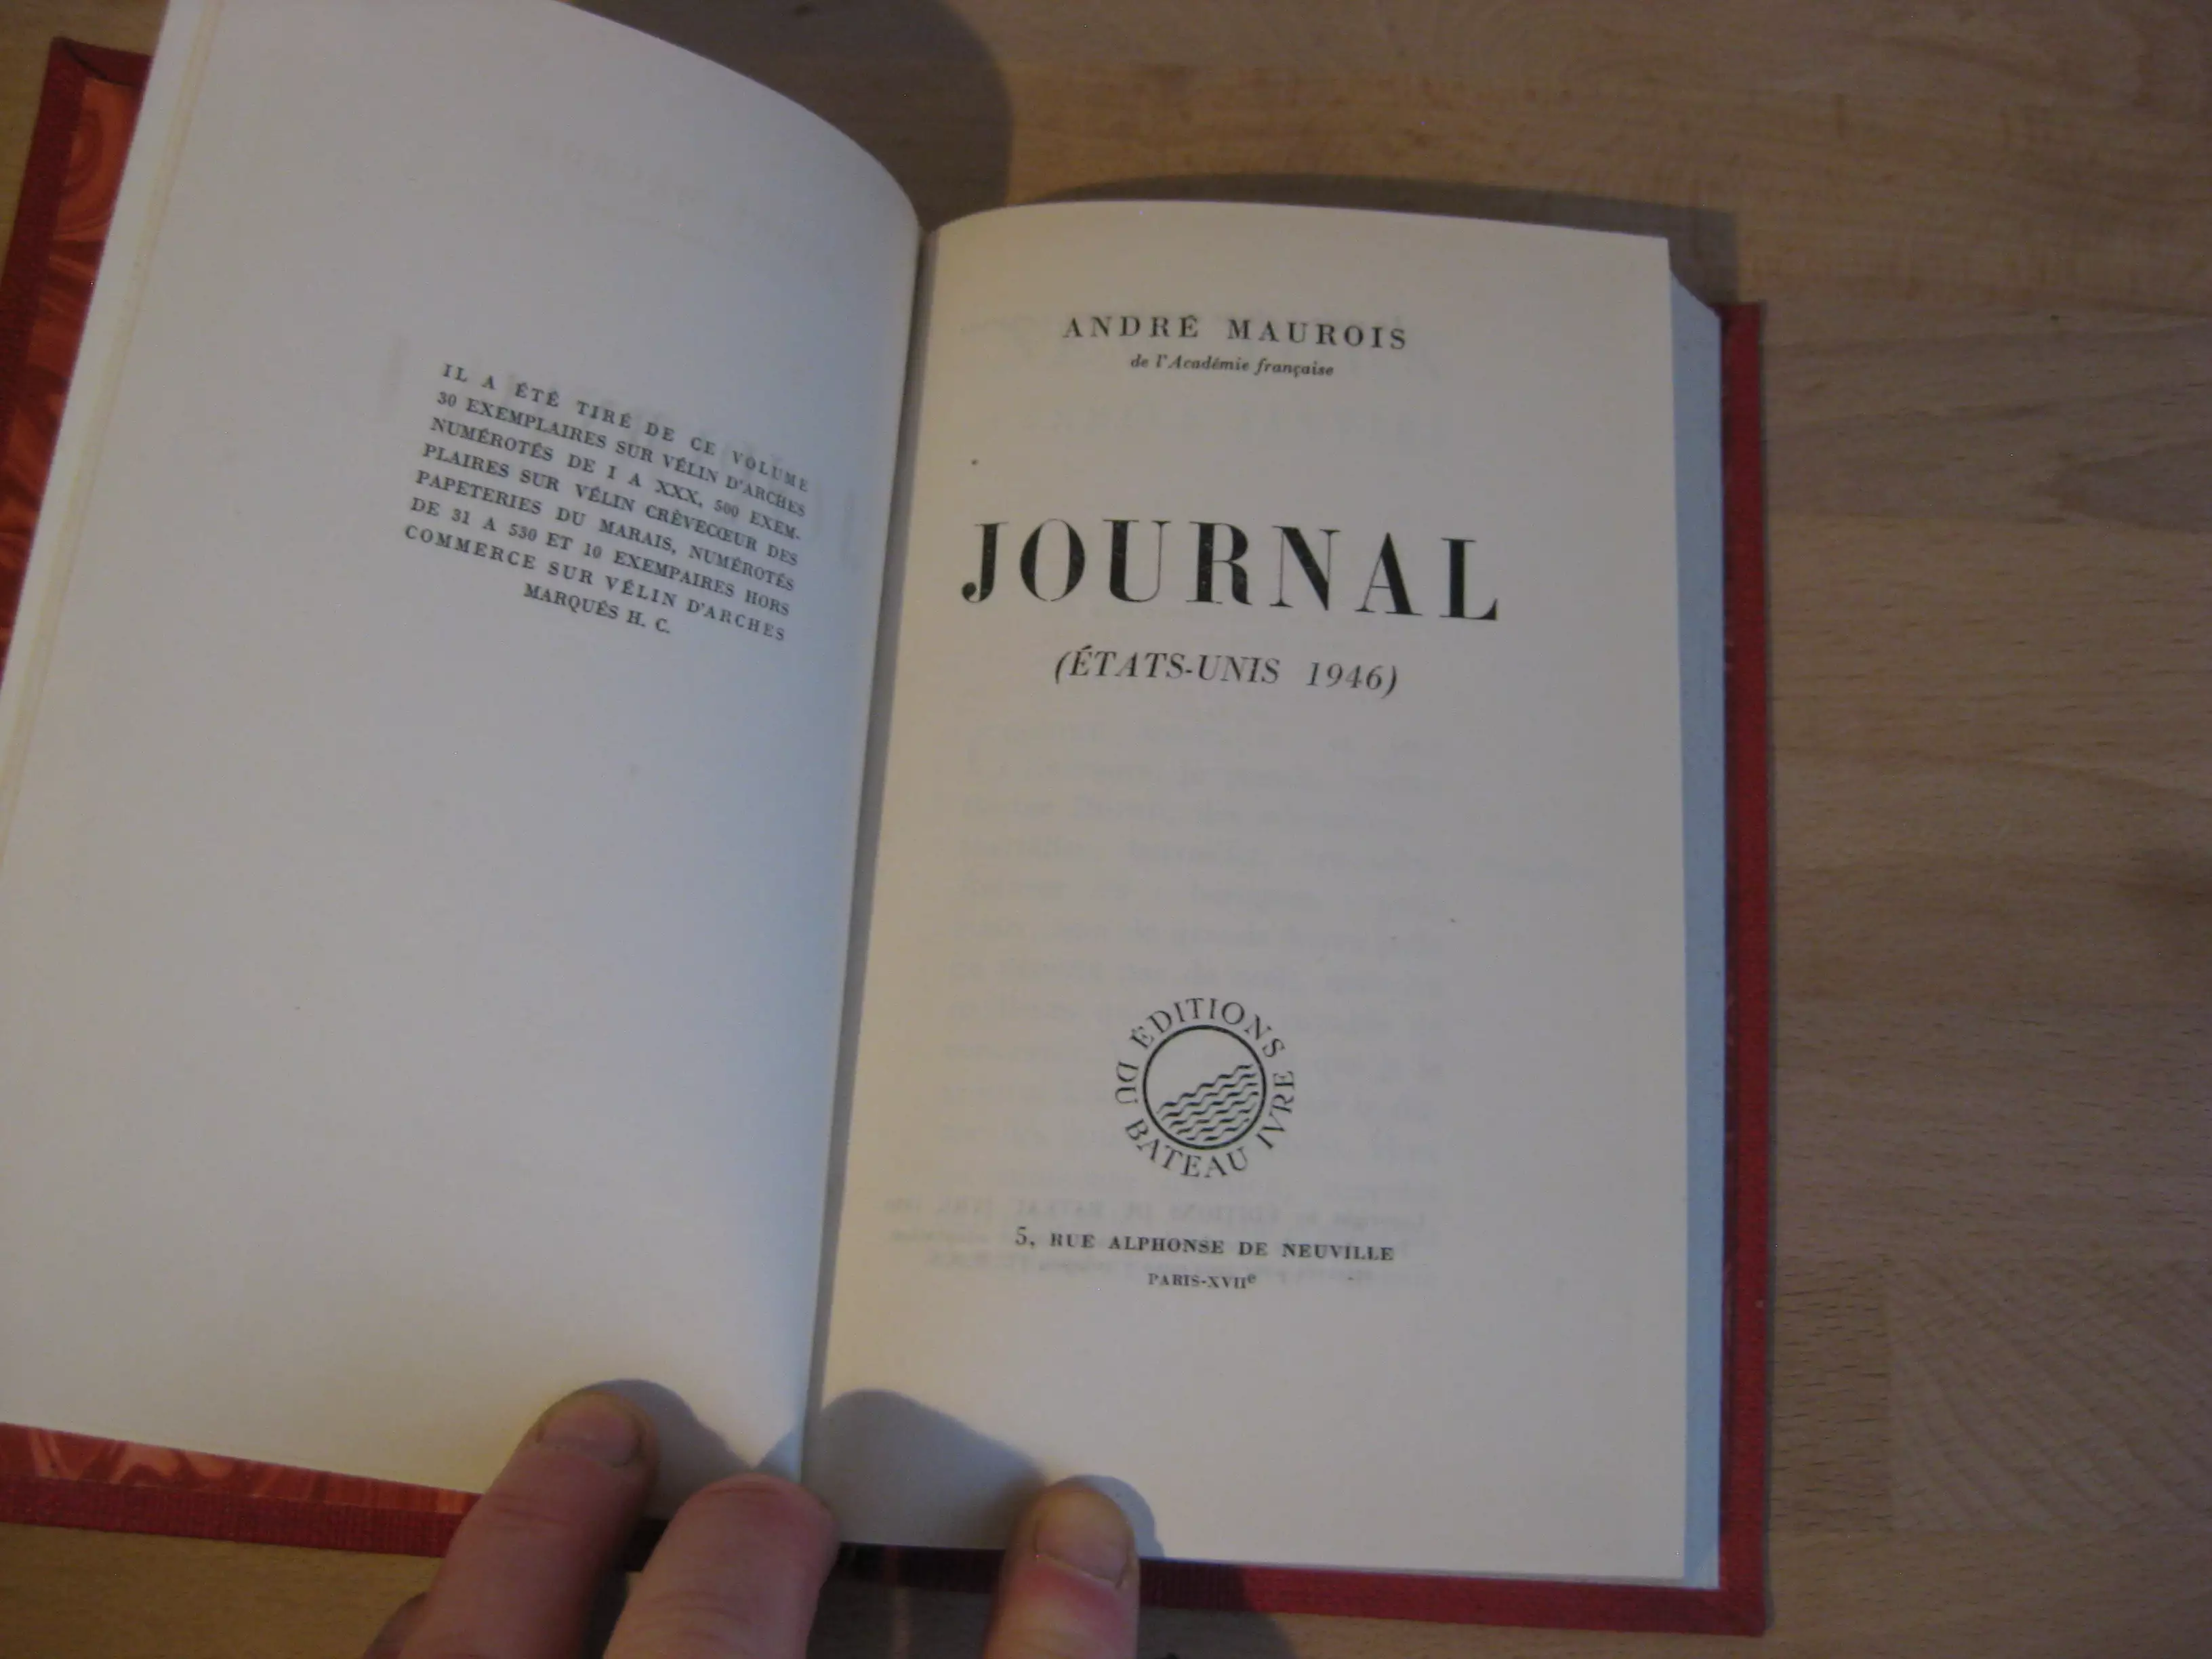 IL A ÉTÉ TIRÉ DE CE VOLUME
30 EXEMPLAIRES SUR VÉLIN D'ARCHES
NUMÉROTÉS DE I A XXX, 500 EXEM-
PLAIRES SUR VÉLIN CRÈVECŒUR DES
PAPETERIES DU MARAIS, NUMÉROTÉS
DE 31 A 530 ET 10 EXEMPAIRES HORS
COMMERCE SUR VÉLIN D'ARCHES
MARQUÉS H. C.
ANDRÉ MAUROIS
de l'Académie française
JOURNAL
(ÉTATS-UNIS 1946)
ÉDITIONS DU BATEAU IVRE
5, RUE ALPHONSE DE NEUVILLE
PARIS-XVIIe